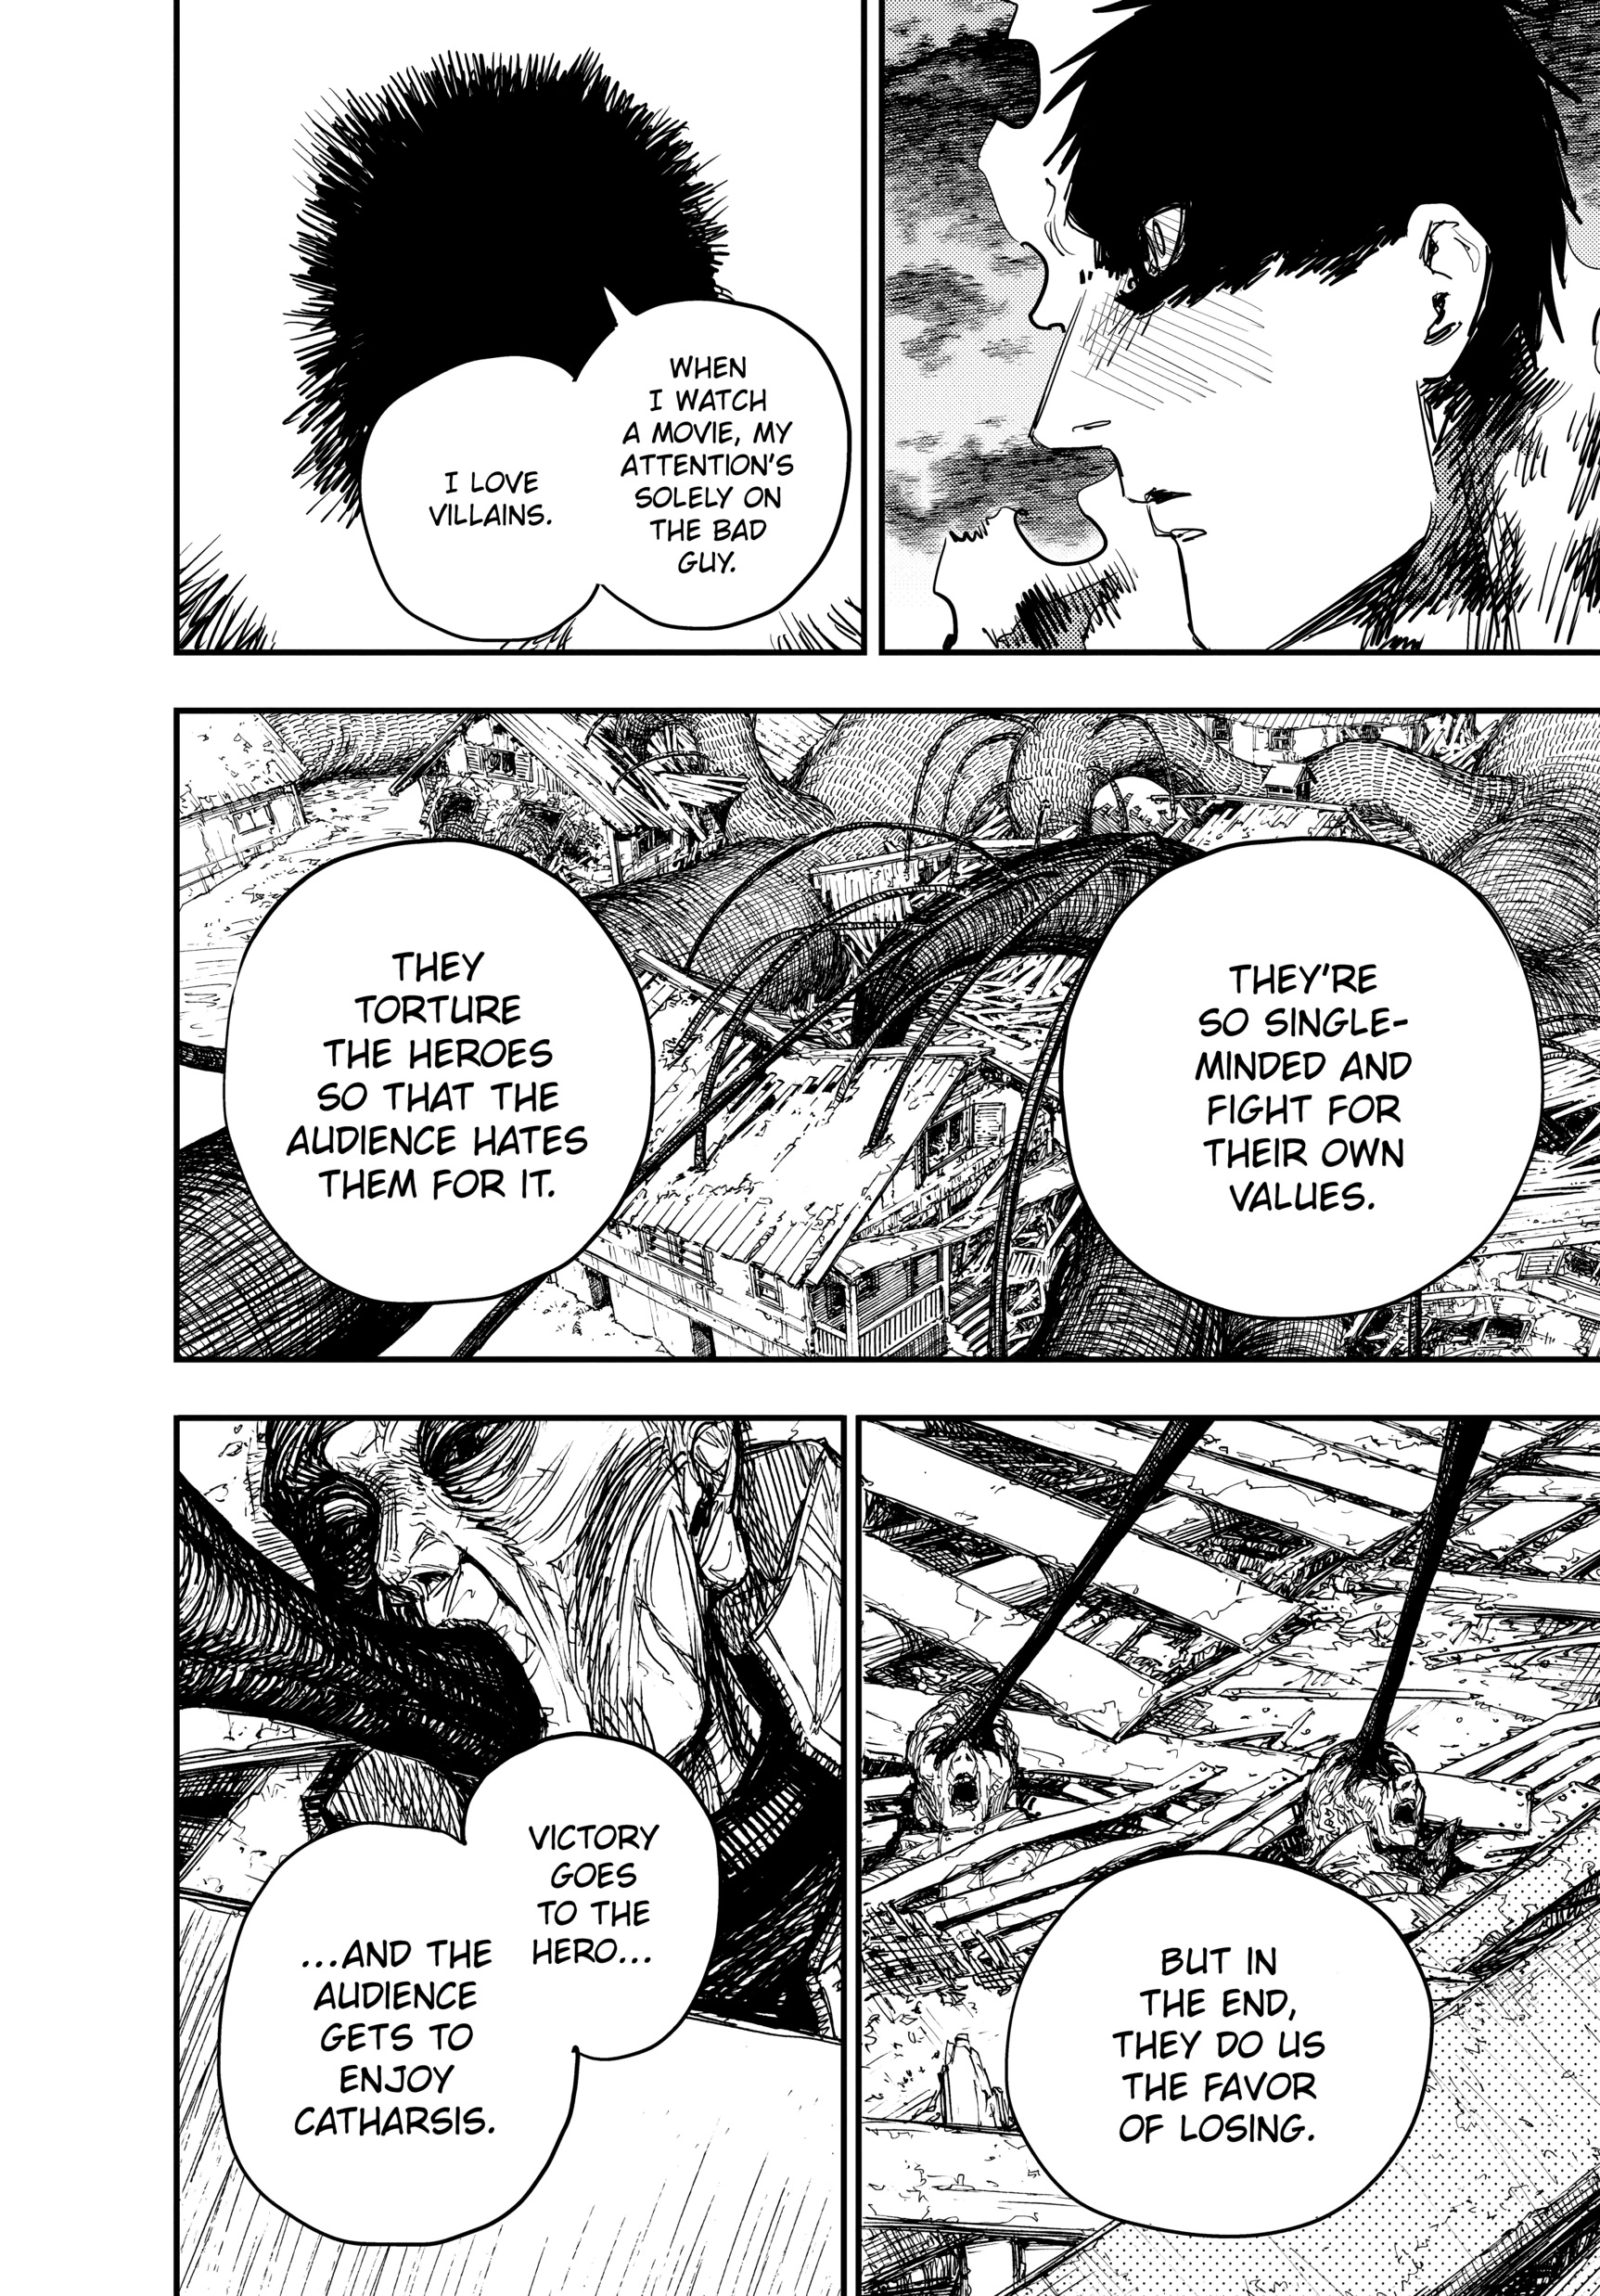 WHEN
I WATCH
A MOVIE, MY
ATTENTION'S
SOLELY ON
THE BAD
GUY.
I LOVE
VILLAINS.
THEY'RE
SO SINGLE-
MINDED AND
FIGHT FOR
THEIR OWN
VALUES.
THEY
TORTURE
THE HEROES
SO THAT THE
AUDIENCE HATES
THEM FOR IT.
BUT IN
THE END,
THEY DO US
THE FAVOR
OF LOSING.
VICTORY
GOES
TO THE
HERO...
...AND THE
AUDIENCE
GETS TO
ENJOY
CATHARSIS.